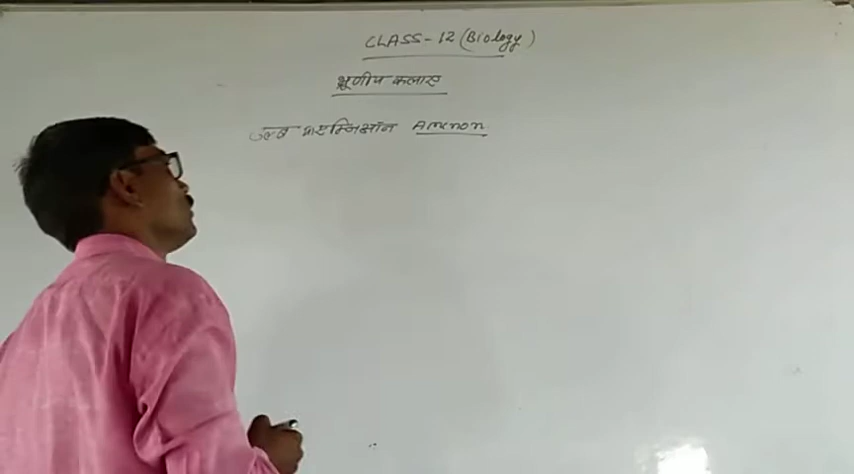 CLASS-12 (Biology)
भ्रूणीय कलाए
उल्ब या एम्निऑन Amnion